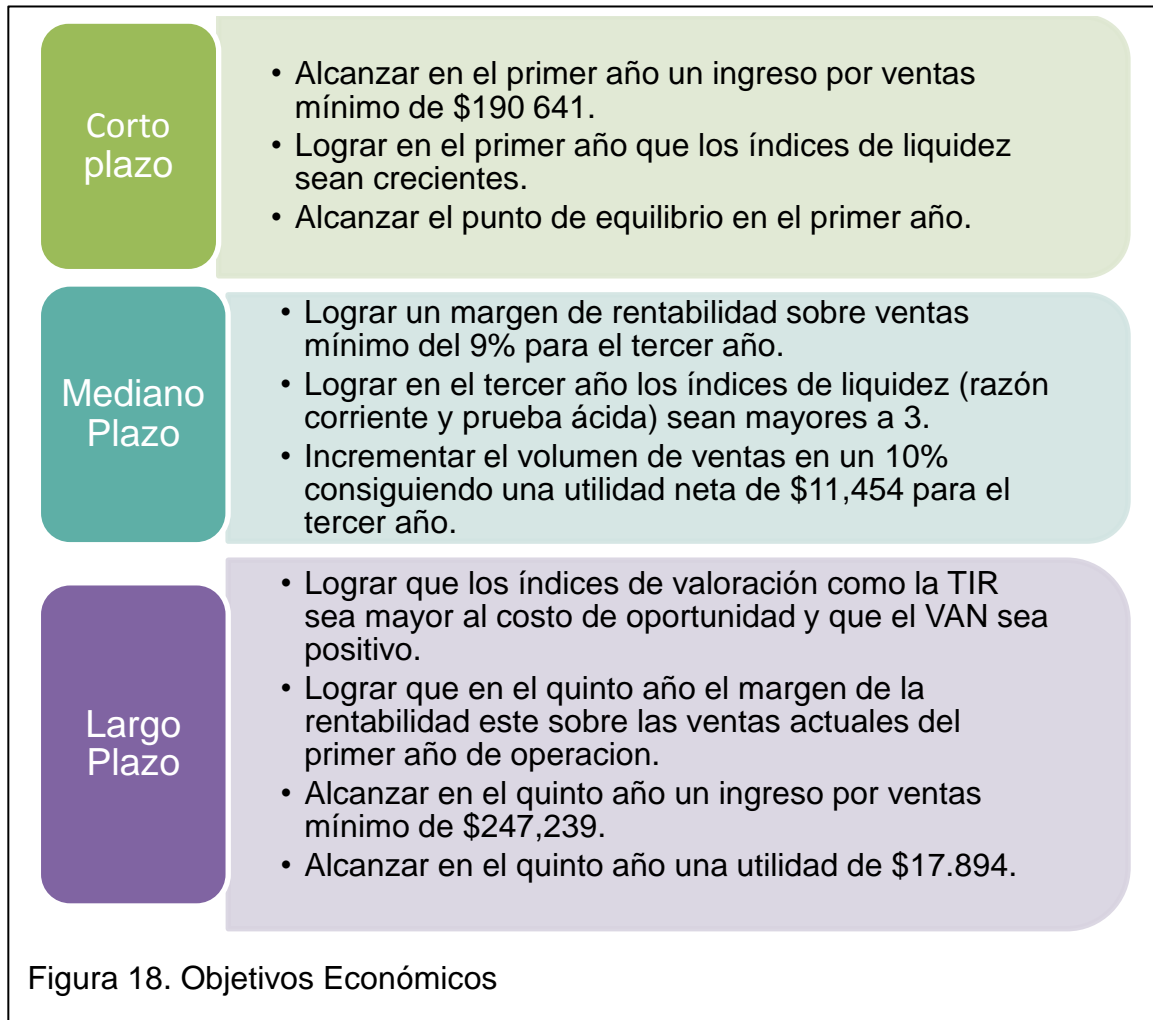 Corto
plazo
• Alcanzar en el primer año un ingreso por ventas
mínimo de $190 641.
• Lograr en el primer año que los índices de liquidez
sean crecientes.
• Alcanzar el punto de equilibrio en el primer año.
Mediano
Plazo
• Lograr un margen de rentabilidad sobre ventas
mínimo del 9% para el tercer año.
• Lograr en el tercer año los índices de liquidez (razón
corriente y prueba ácida) sean mayores a 3.
• Incrementar el volumen de ventas en un 10%
consiguiendo una utilidad neta de $11,454 para el
tercer año.
Largo
Plazo
• Lograr que los índices de valoración como la TIR
sea mayor al costo de oportunidad y que el VAN sea
positivo.
• Lograr que en el quinto año el margen de la
rentabilidad este sobre las ventas actuales del
primer año de operacion.
• Alcanzar en el quinto año un ingreso por ventas
mínimo de $247,239.
• Alcanzar en el quinto año una utilidad de $17.894.
Figura 18. Objetivos Económicos